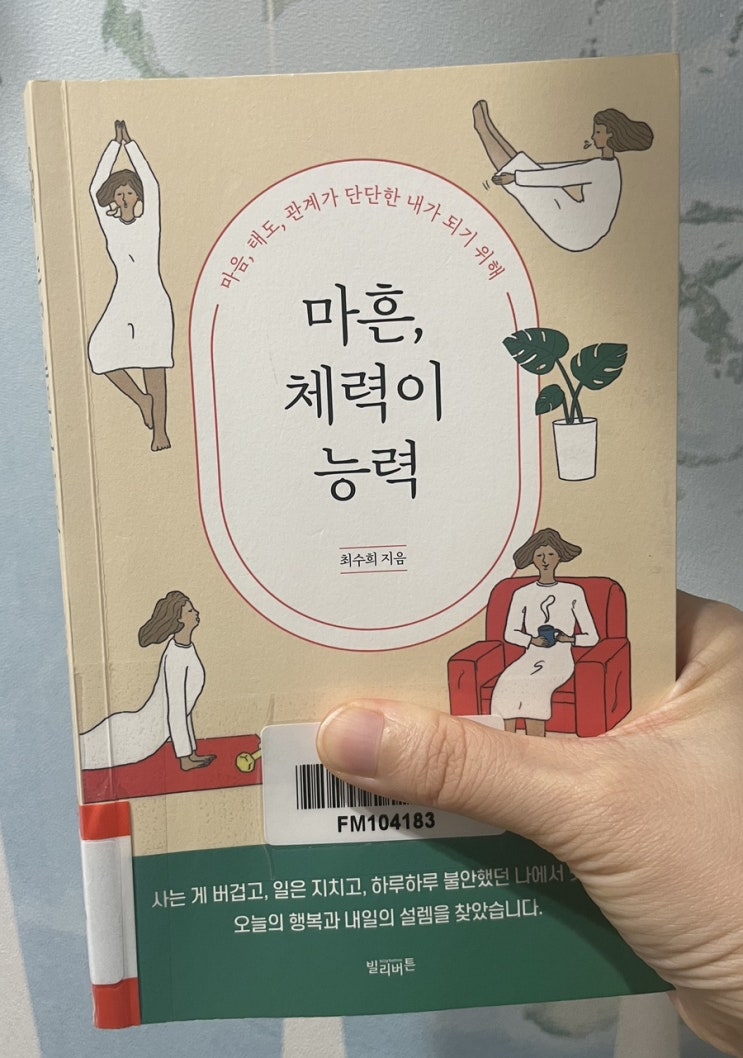 마음, 태도, 관계가 단단한 내가 되기 위해
마흔,
체력이
능력
최수희 지음
FM104183
사는 게 버겁고, 일은 지치고, 하루하루 불안했던 나에서
오늘의 행복과 내일의 설렘을 찾았습니다.
빌리버튼